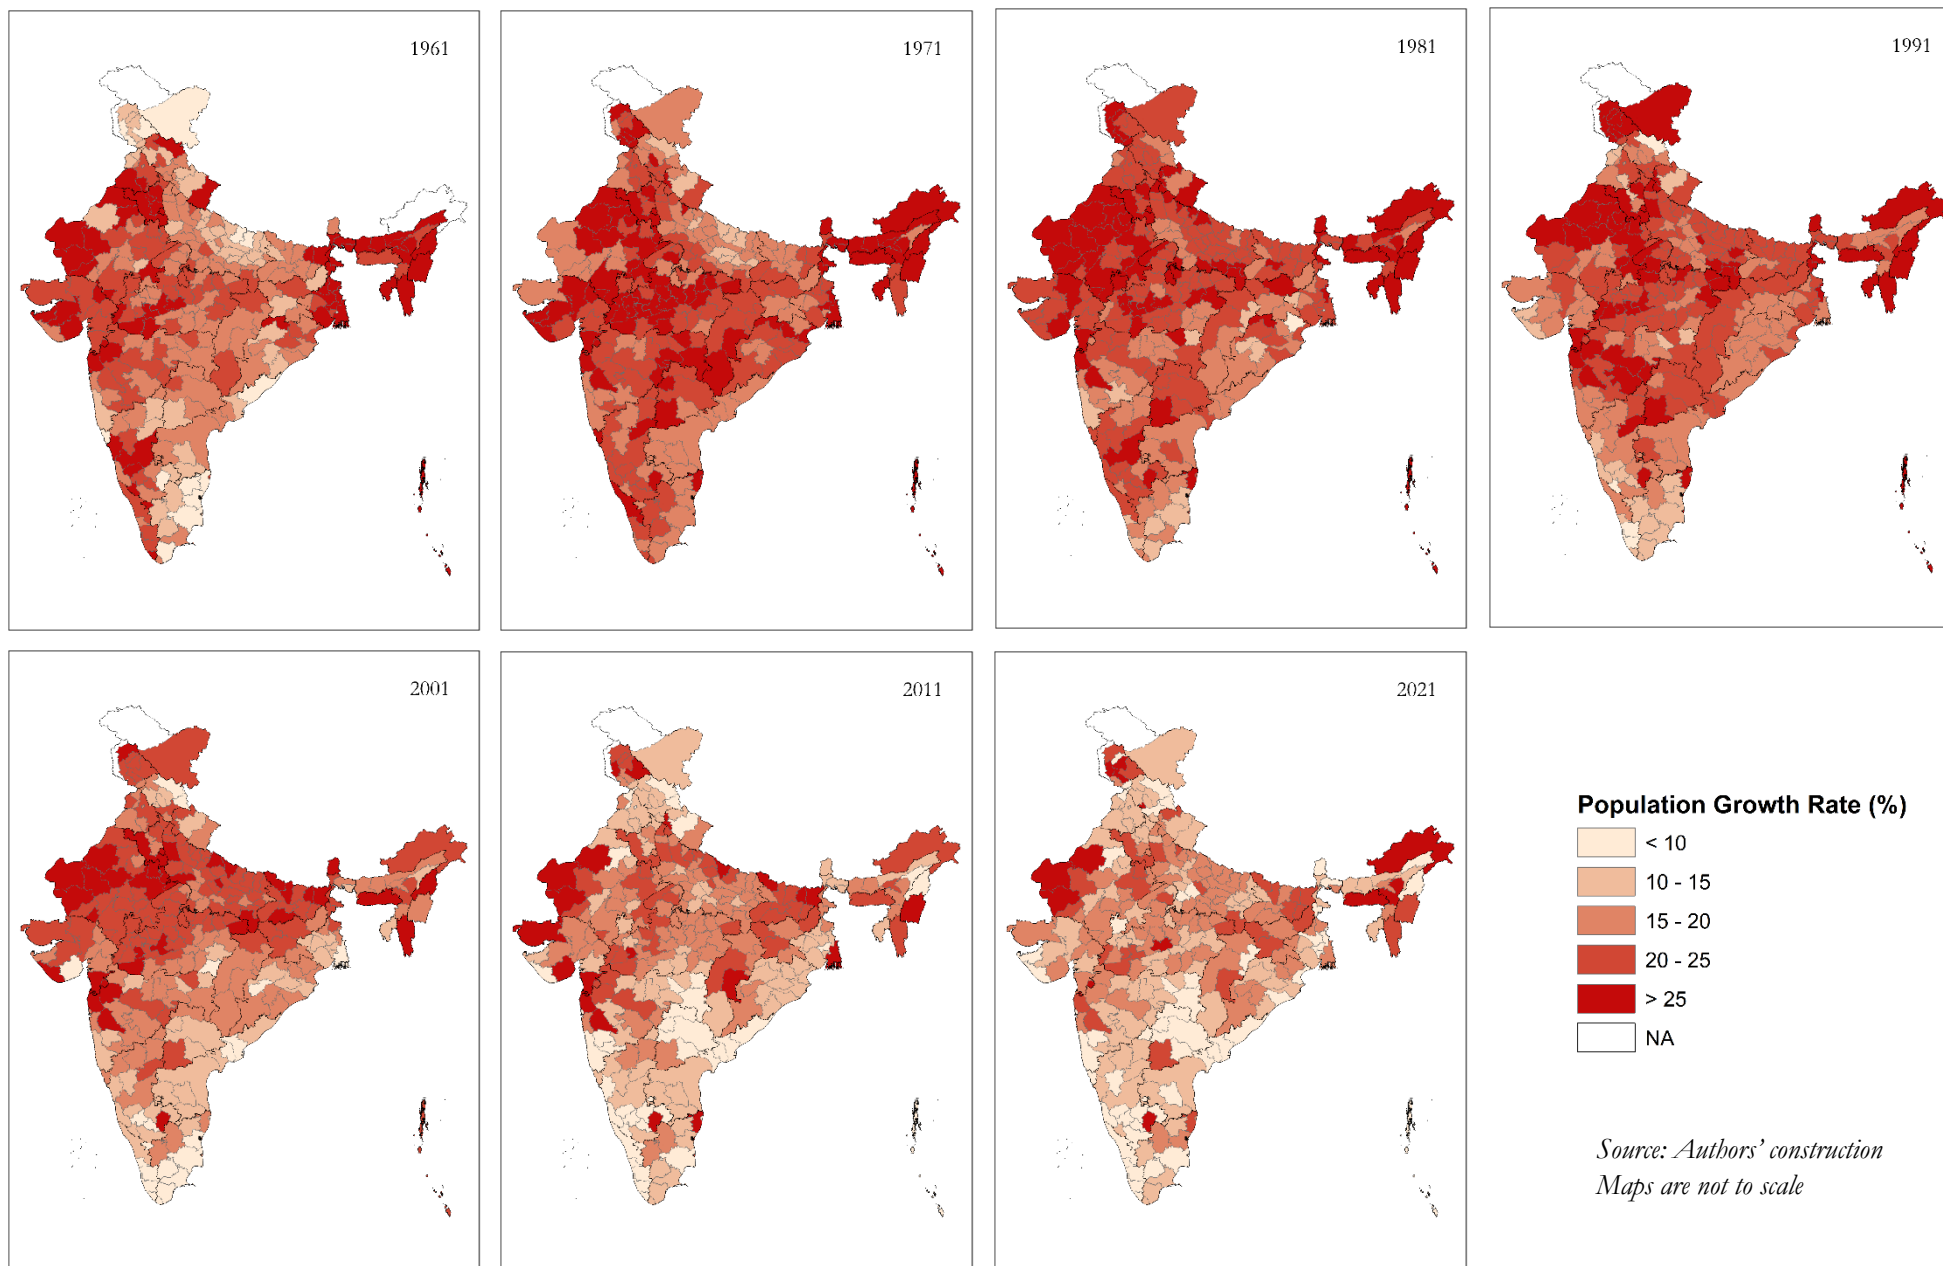 1961
1971
1981
1991
2001
2011
2021
Population Growth Rate (%)
< 10
10 - 15
15 - 20
20 - 25
> 25
NA
Source: Authors' construction
Maps are not to scale